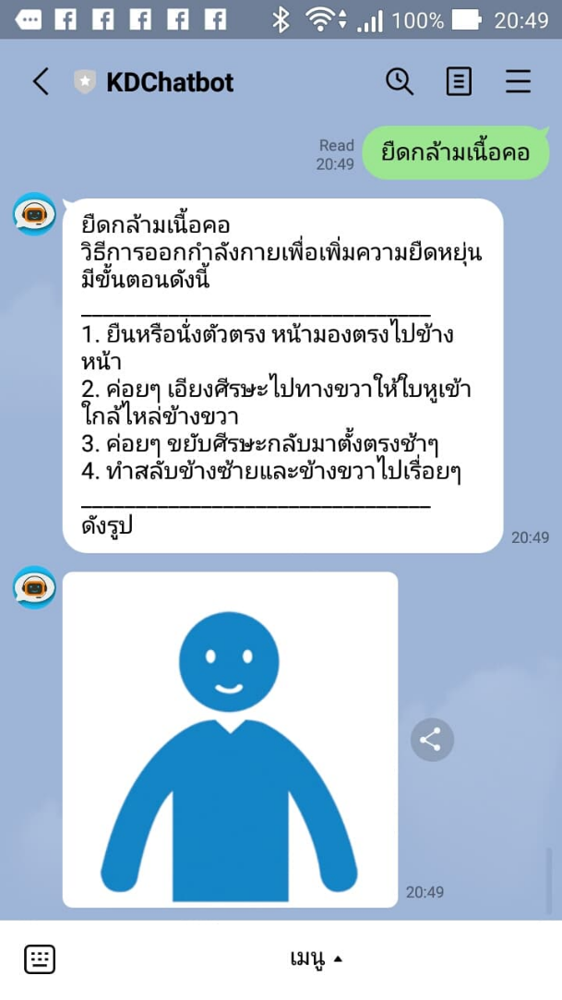 100% 20:49
KDChatbot
ยืดกล้ามเนื้อคอ
Read
20:49
ยืดกล้ามเนื้อคอ
วิธีการออกกำลังกายเพื่อเพิ่มความยืดหยุ่น
มีขั้นตอนดังนี้
1. ยืนหรือนั่งตัวตรง หน้ามองตรงไปข้าง
หน้า
2. ค่อยๆ เอียงศีรษะไปทางขวาให้ใบหูเข้า
ใกล้ไหล่ข้างขวา
3. ค่อยๆ ขยับศีรษะกลับมาตั้งตรงช้าๆ
4. ทำสลับข้างซ้ายและข้างขวาไปเรื่อยๆ
ดังรูป
20:49
20:49
เมนู